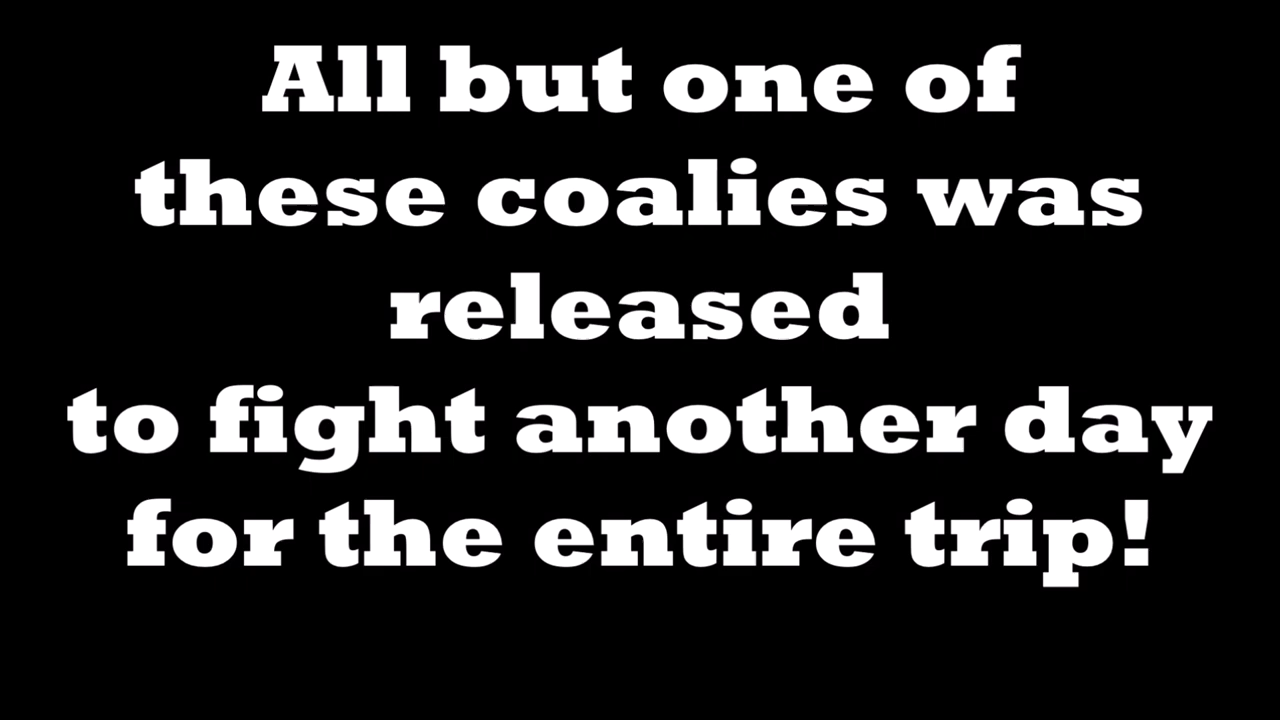 All but one of
these coalies was
released
to fight another day
for the entire trip!